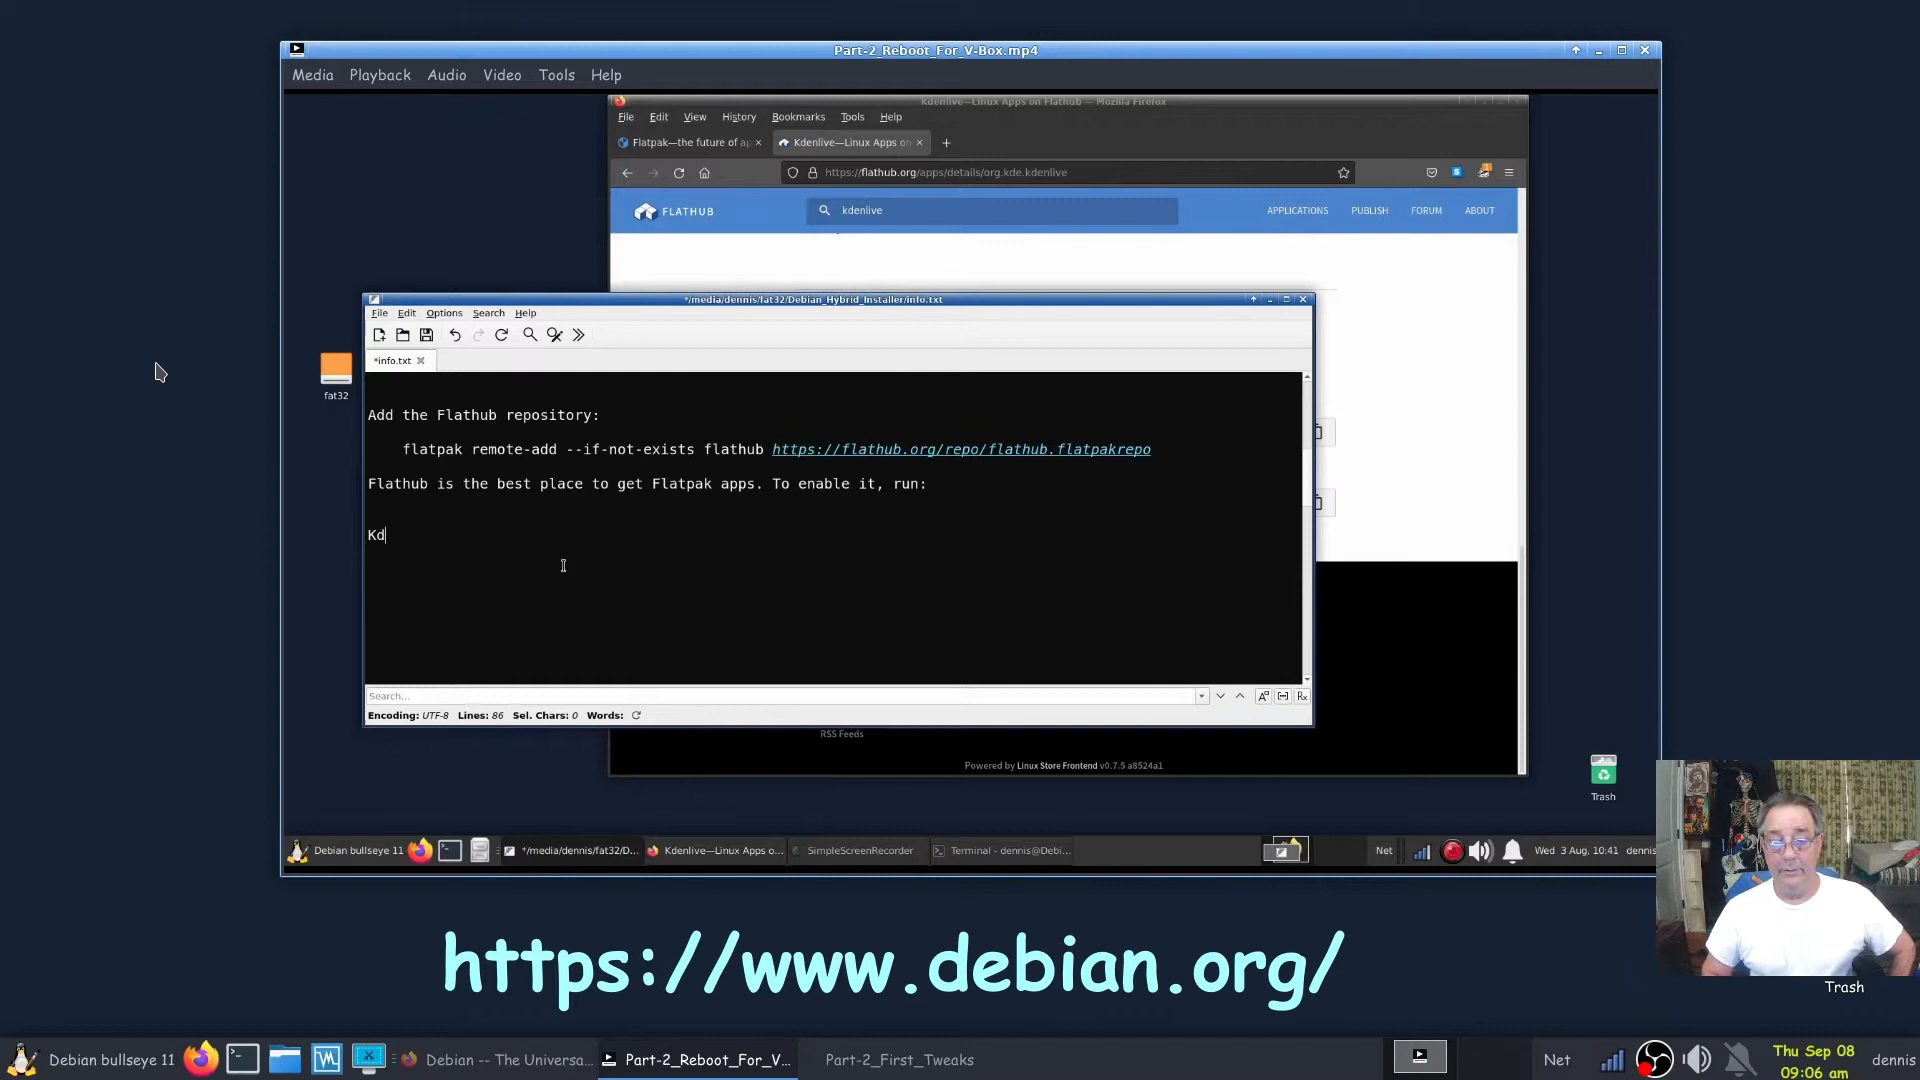 Part-2_Reboot_For_V-Box.mp4
Media Playback Audio Video Tools Help
Kdenlive—Linux Apps on Flathub — Mozilla Firefox
File Edit View History Bookmarks Tools Help
Flatpak—the future of ap
Kdenlive—Linux Apps on
https://flathub.org/apps/details/org.kde.kdenlive
FLATHUB
kdenlive
APPLICATIONS PUBLISH FORUM ABOUT
*/media/dennis/fat32/Debian_Hybrid_Installer/info.txt
File Edit Options Search Help
*info.txt
fat32
Add the Flathub repository:
flatpak remote-add --if-not-exists flathub https://flathub.org/repo/flathub.flatpakrepo
Flathub is the best place to get Flatpak apps. To enable it, run:
Kd
Search...
Encoding: UTF-8 Lines: 86 Sel. Chars: 0 Words:
RSS Feeds
Powered by Linux Store Frontend v0.7.5 a8524a1
Trash
Debian bullseye 11
*/media/dennis/fat32/D...
Kdenlive—Linux Apps o...
SimpleScreenRecorder
Terminal - dennis@Debi...
Net
Wed 3 Aug, 10:41
dennis
https://www.debian.org/
Trash
Debian bullseye 11
Debian -- The Universa...
Part-2_Reboot_For_V...
Part-2_First_Tweaks
Net
Thu Sep 08
09:06 am
dennis